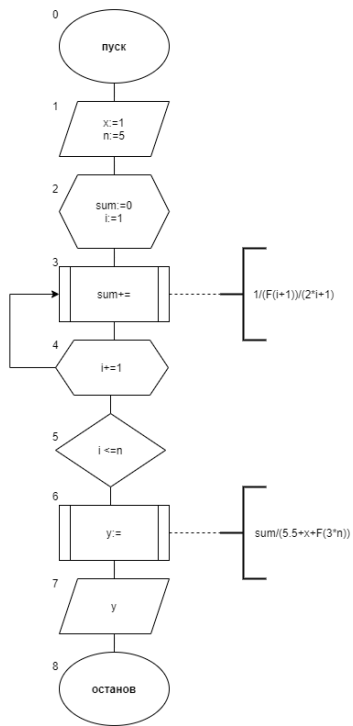 0
пуск
1
x:=1
n:=5
2
sum:=0
i:=1
3
sum+=
1/(F(i+1))/(2*i+1)
4
i+=1
5
i <=n
6
y:=
sum/(5.5+x+F(3*n))
7
y
8
останов